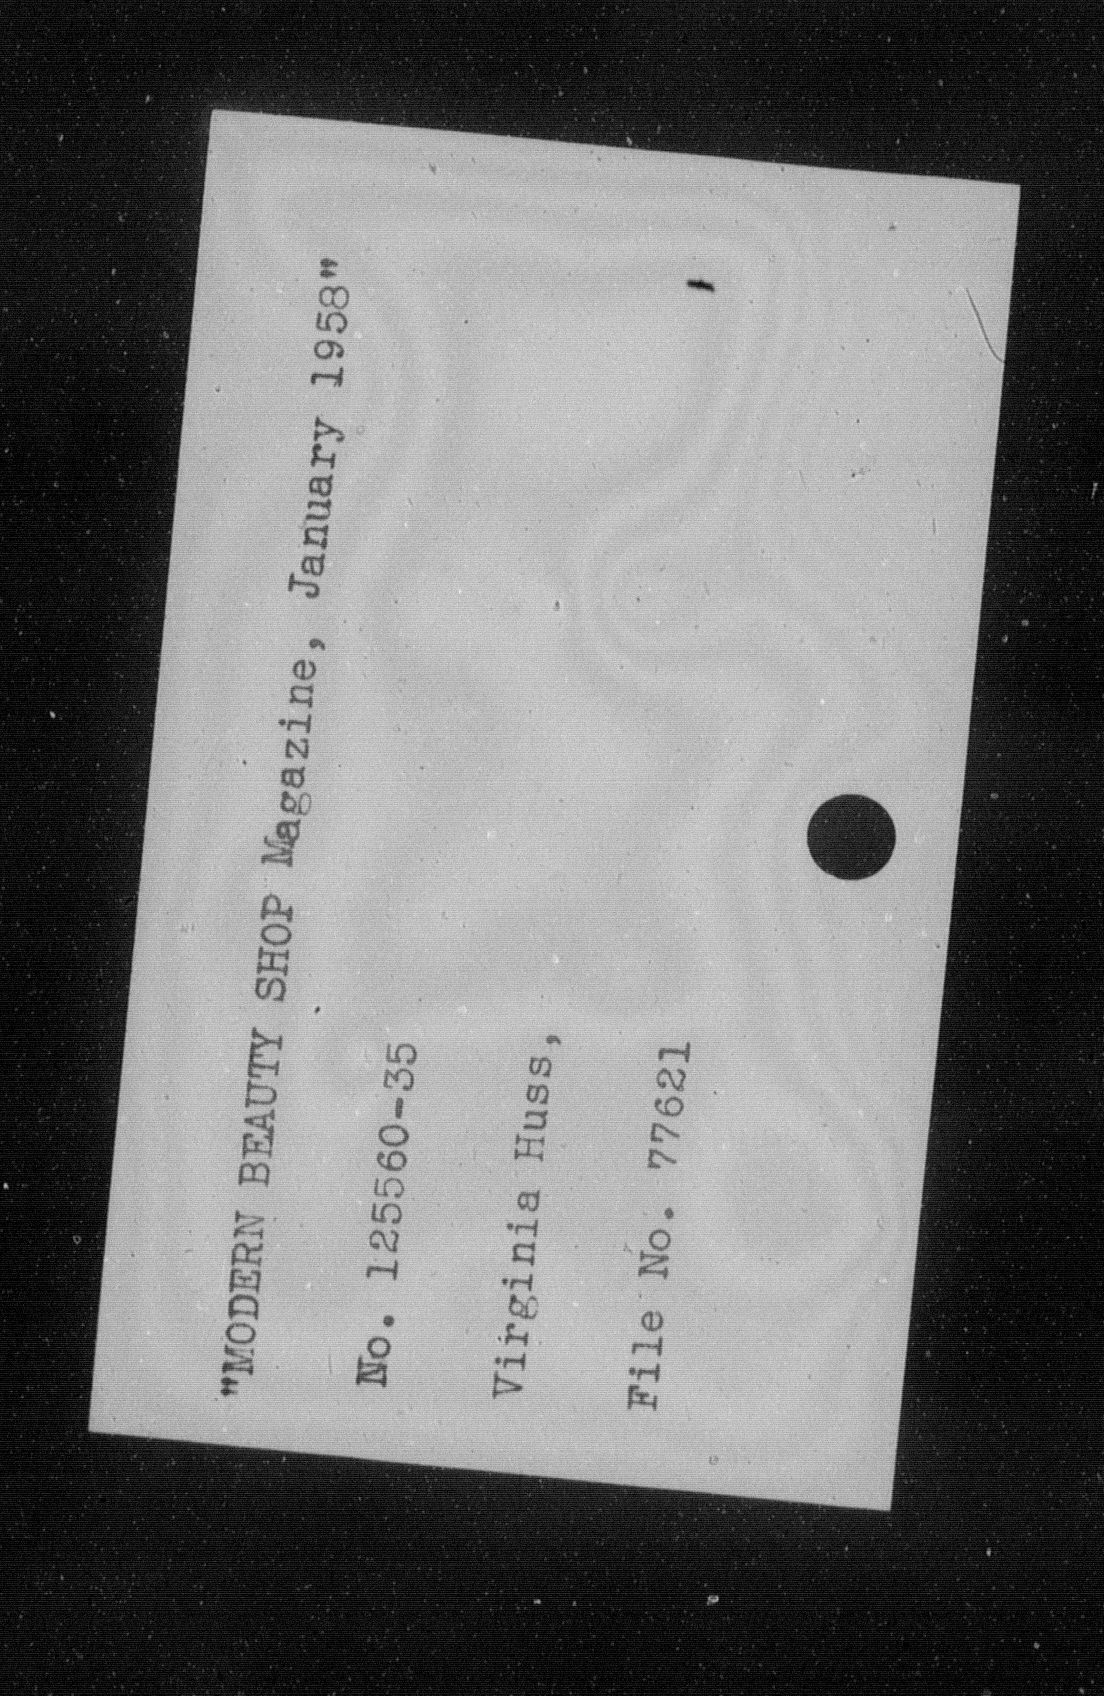 "MODERN BEAUTY SHOP Magazine, January 1958"
No. 125560-35
Virginia Huss,
File No. 77621